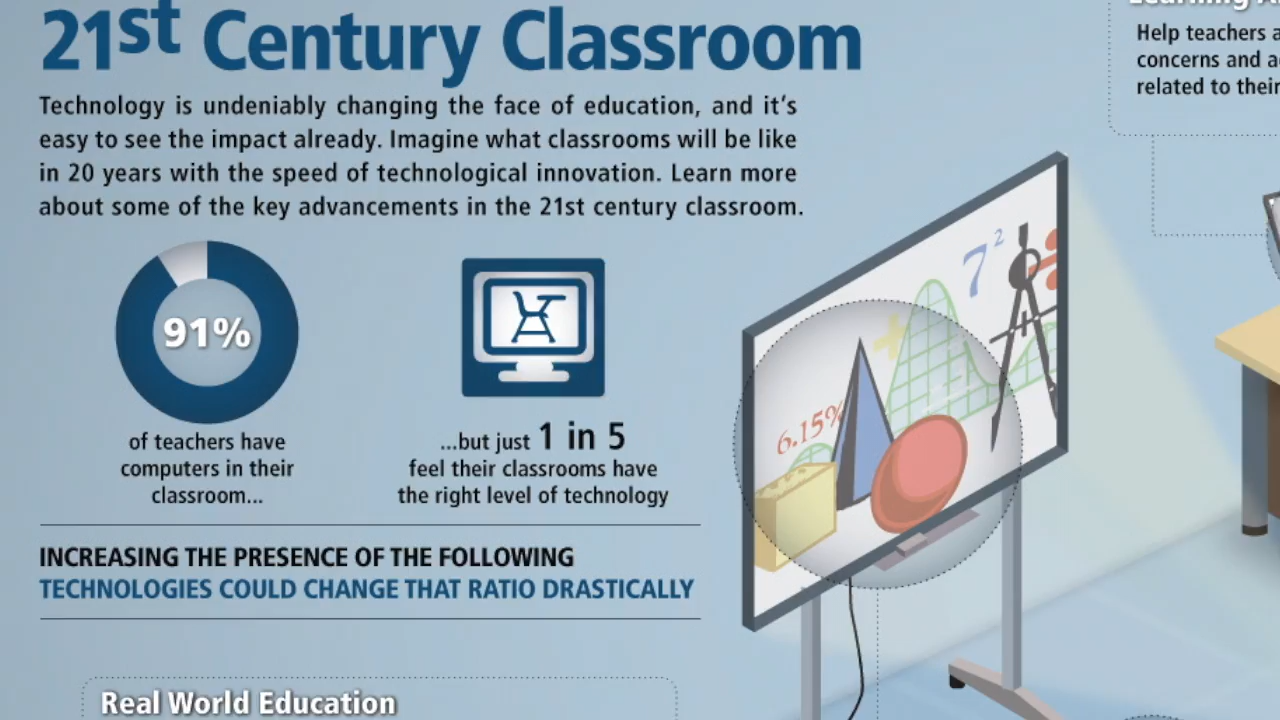 21st Century Classroom
Technology is undeniably changing the face of education, and it's
easy to see the impact already. Imagine what classrooms will be like
in 20 years with the speed of technological innovation. Learn more
about some of the key advancements in the 21st century classroom.
91%
of teachers have
computers in their
classroom...
...but just 1 in 5
feel their classrooms have
the right level of technology
INCREASING THE PRESENCE OF THE FOLLOWING
TECHNOLOGIES COULD CHANGE THAT RATIO DRASTICALLY
Real World Education
Learning
Help teachers
concerns and
related to their
7²
6.15%